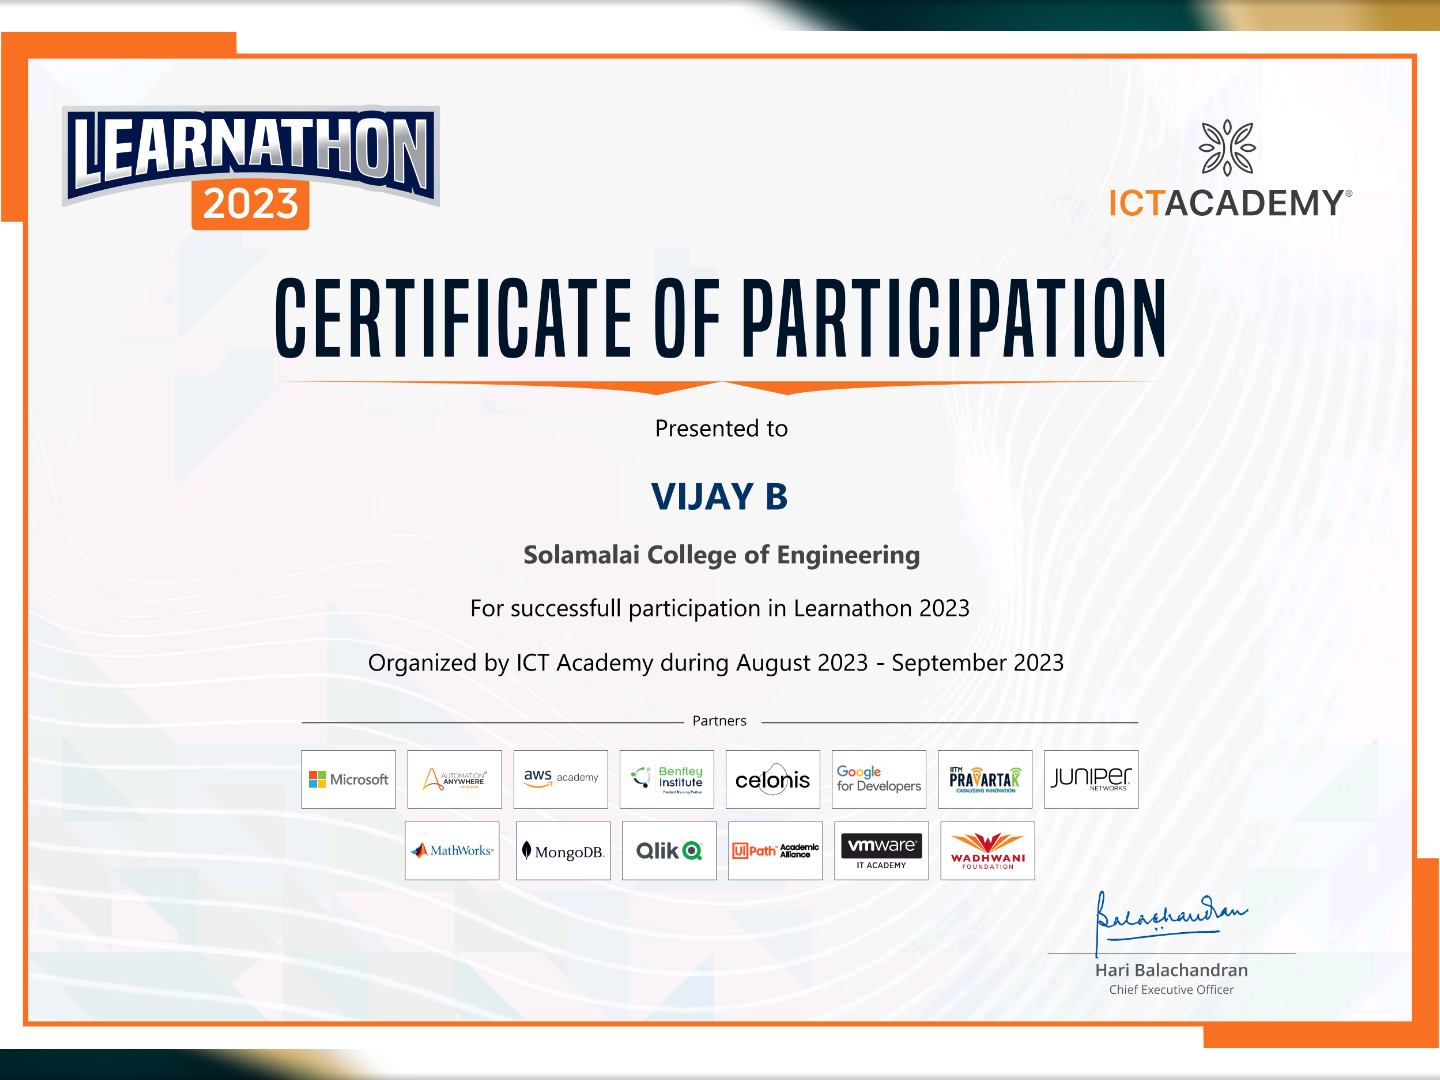 LEARNATHON
2023
ICTACADEMY®
CERTIFICATE OF PARTICIPATION
Presented to
VIJAY B
Solamalai College of Engineering
For successfull participation in Learnathon 2023
Organized by ICT Academy during August 2023 - September 2023
Partners
Microsoft
AUTOMATION
ANYWHERE
aws academy
Bentley
Institute
celonis
Google
for Developers
IITM
PRAVARTAK
CATALYSING INNOVATION
JUNIPER
NETWORKS
MathWorks®
MongoDB.
Qlik
UiPath™ Academic
Alliance
vmware®
IT ACADEMY
WADHWANI
FOUNDATION
Balachandran
Hari Balachandran
Chief Executive Officer